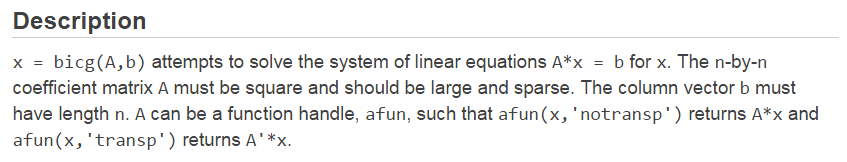 Description
x = bicg(A,b) attempts to solve the system of linear equations A*x = b for x. The n-by-n
coefficient matrix A must be square and should be large and sparse. The column vector b must
have length n. A can be a function handle, afun, such that afun(x,'notransp') returns A*x and
afun(x,'transp') returns A'*x.